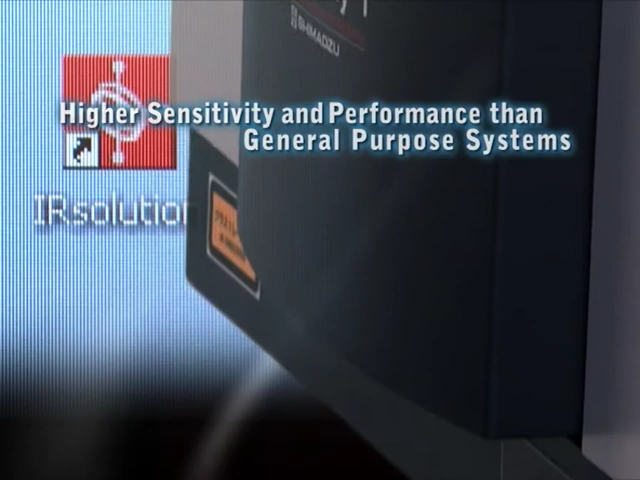 SHIMADZU
Higher Sensitivity and Performance than
General Purpose Systems
IRsolution